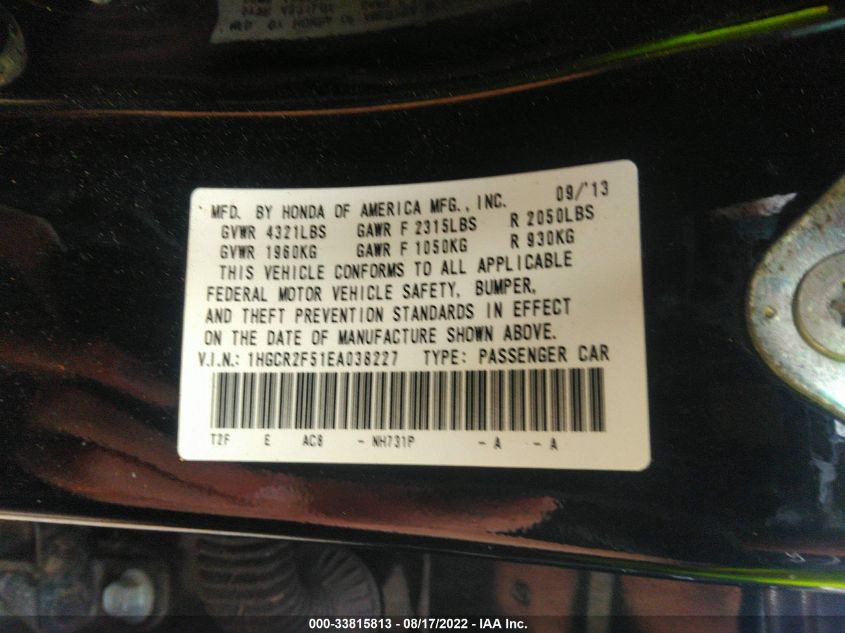 MFD. BY HONDA OF AMERICA MFG., INC. 09/'13
GVWR 4321LBS GAWR F 2315LBS R 2050LBS
GVWR 1960KG GAWR F 1050KG R 930KG
THIS VEHICLE CONFORMS TO ALL APPLICABLE
FEDERAL MOTOR VEHICLE SAFETY, BUMPER,
AND THEFT PREVENTION STANDARDS IN EFFECT
ON THE DATE OF MANUFACTURE SHOWN ABOVE.
V.I.N.: 1HGCR2F51EA038227 TYPE: PASSENGER CAR
T2F E AC8 - NH731P - A - A
000-33815813 - 08/17/2022 - IAA Inc.